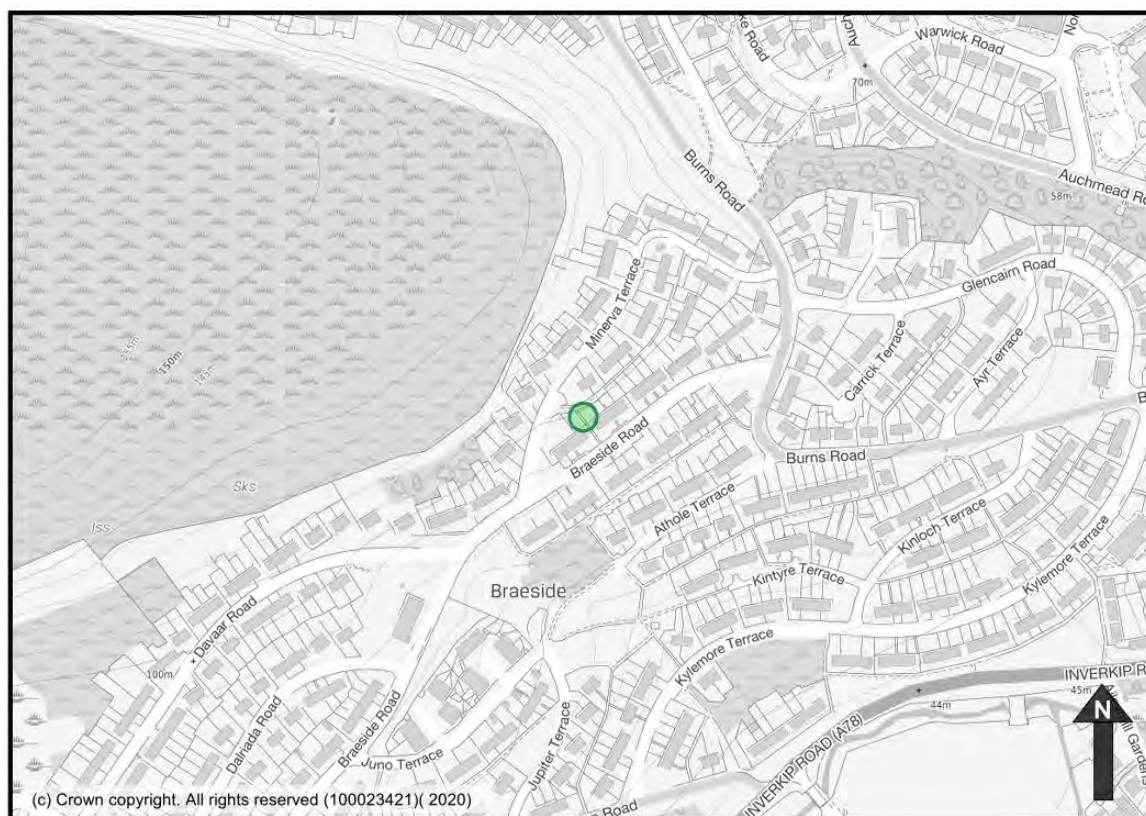 Warwick Road
70m
Burns Road
Auchmead Ro
58m
Glencairn Road
Minerva Terrace
Carrick Terrace
Ayr Terrace
155m
150m
145m
Braeside Road
Burns Road
Sks
Athole Terrace
Iss
Kinloch Terrace
Kintyre Terrace
Kylemore Terrace
Braeside
Davaar Road
Kylemore Terrace
100m
INVERKIP R
45m
44m
N
Dalriada Road
Braeside Road
Juno Terrace
Jupiter Terrace
INVERKIP ROAD (A78)
Road
(c) Crown copyright. All rights reserved (100023421)( 2020)